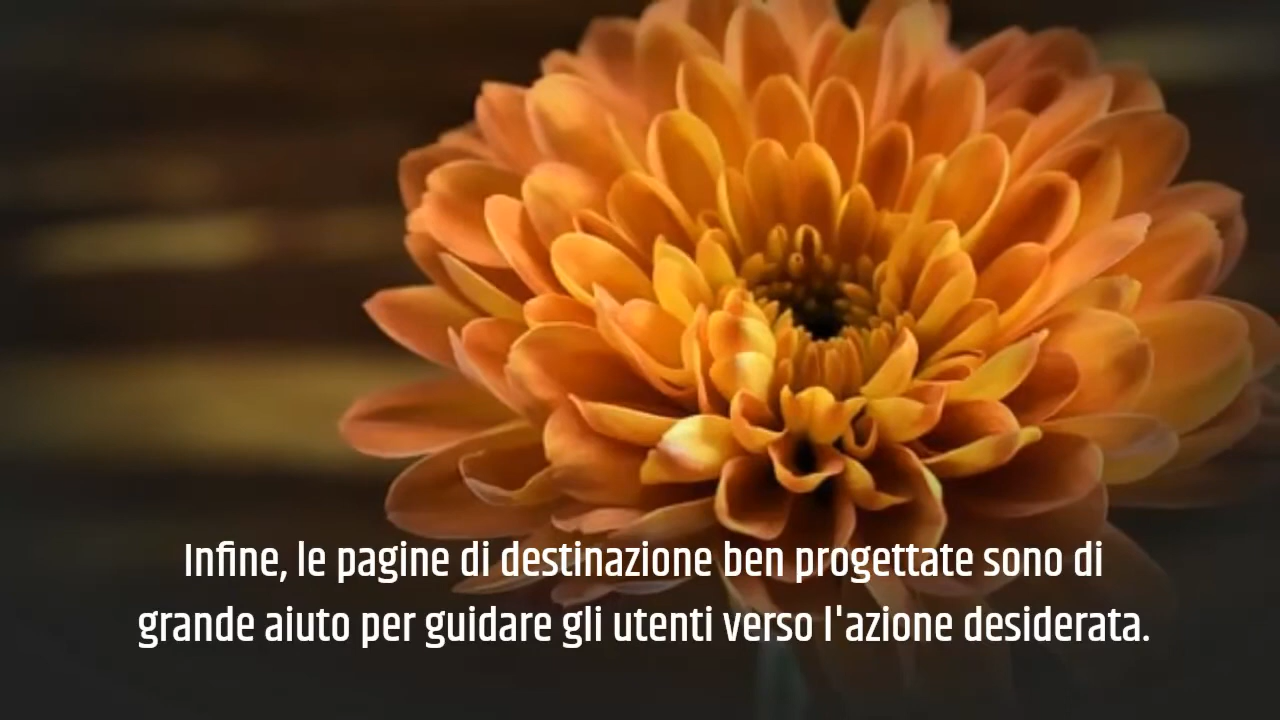 Infine, le pagine di destinazione ben progettate sono di
grande aiuto per guidare gli utenti verso l'azione desiderata.